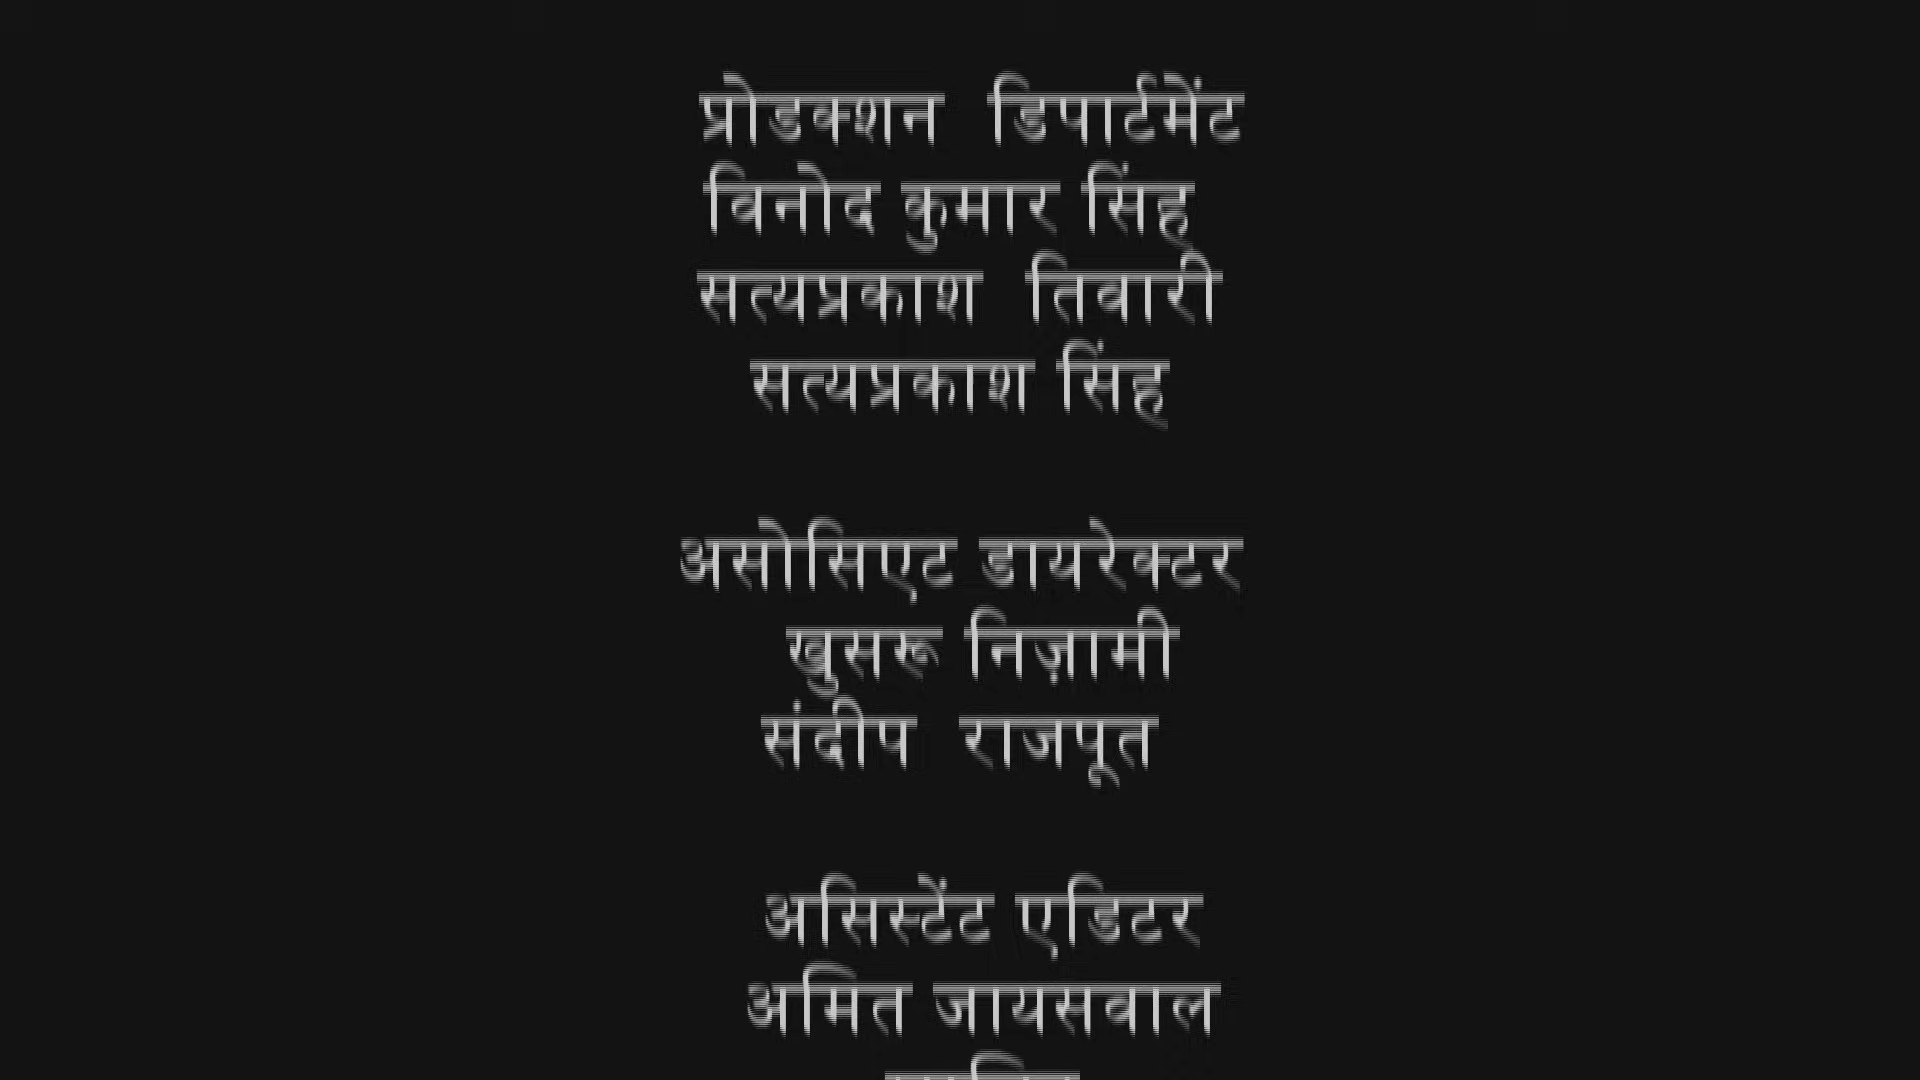 प्रोडक्शन डिपार्टमेंट
विनोद कुमार सिंह
सत्यप्रकाश तिवारी
सत्यप्रकाश सिंह
असोसिएट डायरेक्टर
खुसरू निज़ामी
संदीप राजपूत
असिस्टेंट एडिटर
अमित जायसवाल